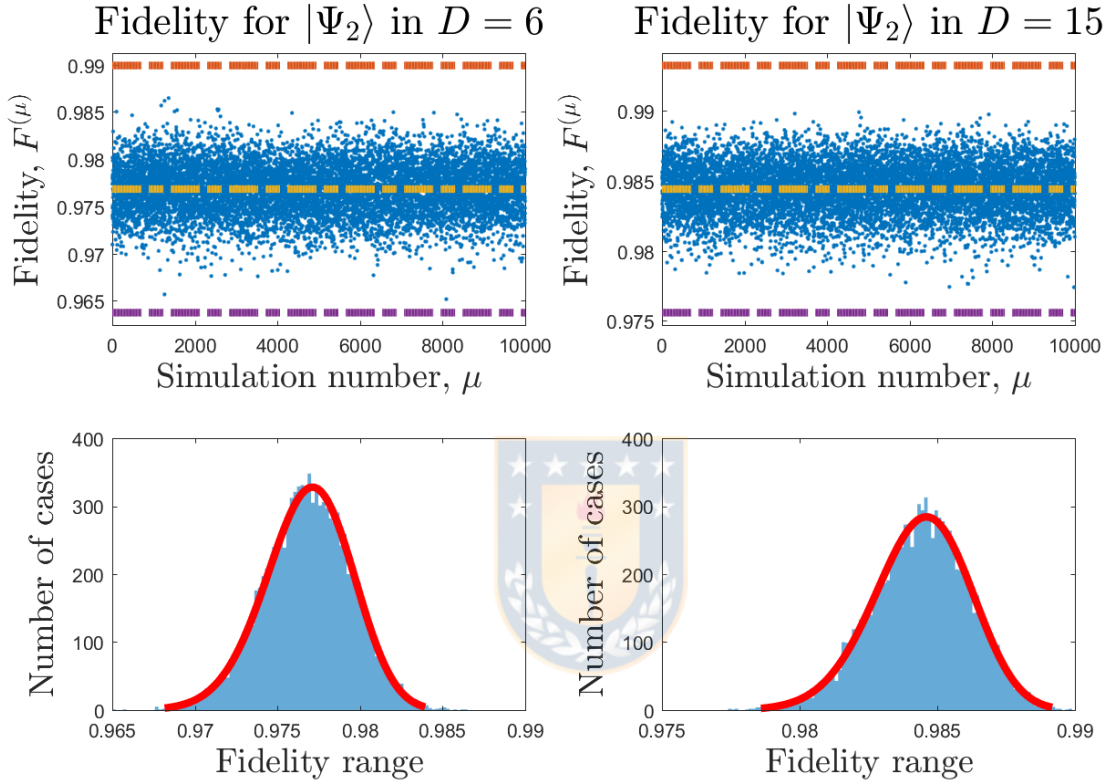 Fidelity for |Ψ₂⟩ in D = 6
Fidelity, F^(μ)
0.99
0.985
0.98
0.975
0.97
0.965
0 2000 4000 6000 8000 10000
Simulation number, μ
Fidelity for |Ψ₂⟩ in D = 15
Fidelity, F^(μ)
0.99
0.985
0.98
0.975
0 2000 4000 6000 8000 10000
Simulation number, μ
Number of cases
400
300
200
100
0
0.965 0.97 0.975 0.98 0.985 0.99
Fidelity range
Number of cases
400
300
200
100
0
0.975 0.98 0.985 0.99
Fidelity range